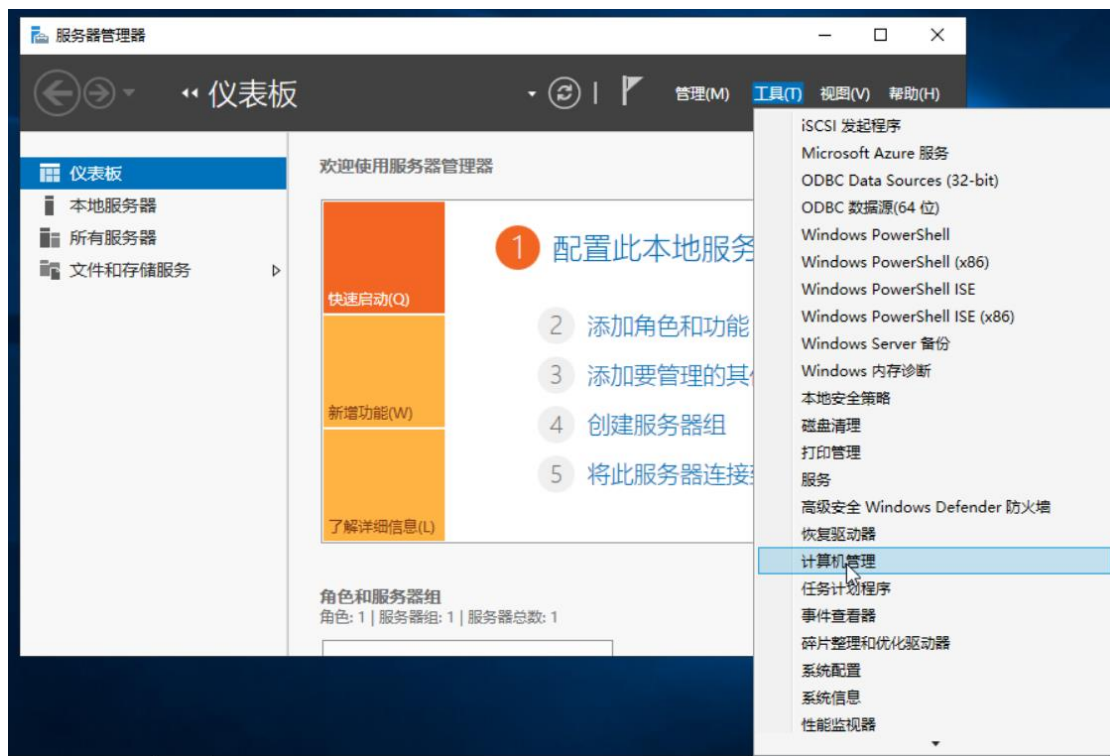 服务器管理器
仪表板
管理(M) 工具(T) 视图(V) 帮助(H)
仪表板
本地服务器
所有服务器
文件和存储服务
欢迎使用服务器管理器
快速启动(Q)
新增功能(W)
了解详细信息(L)
1 配置此本地服务
2 添加角色和功能
3 添加要管理的其
4 创建服务器组
5 将此服务器连接
角色和服务器组
角色: 1 | 服务器组: 1 | 服务器总数: 1
iSCSI 发起程序
Microsoft Azure 服务
ODBC Data Sources (32-bit)
ODBC 数据源(64 位)
Windows PowerShell
Windows PowerShell (x86)
Windows PowerShell ISE
Windows PowerShell ISE (x86)
Windows Server 备份
Windows 内存诊断
本地安全策略
磁盘清理
打印管理
服务
高级安全 Windows Defender 防火墙
恢复驱动器
计算机管理
任务计划程序
事件查看器
碎片整理和优化驱动器
系统配置
系统信息
性能监视器